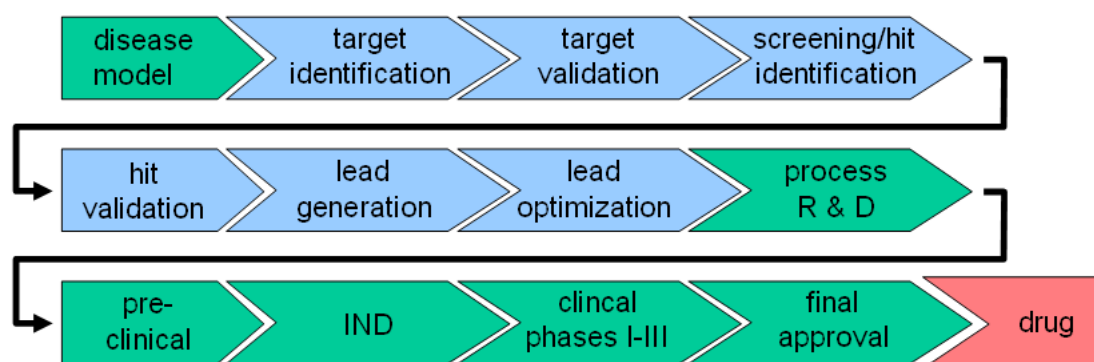 disease
model
target
identification
target
validation
screening/hit
identification
hit
validation
lead
generation
lead
optimization
process
R & D
pre-
clinical
IND
clincal
phases I-III
final
approval
drug